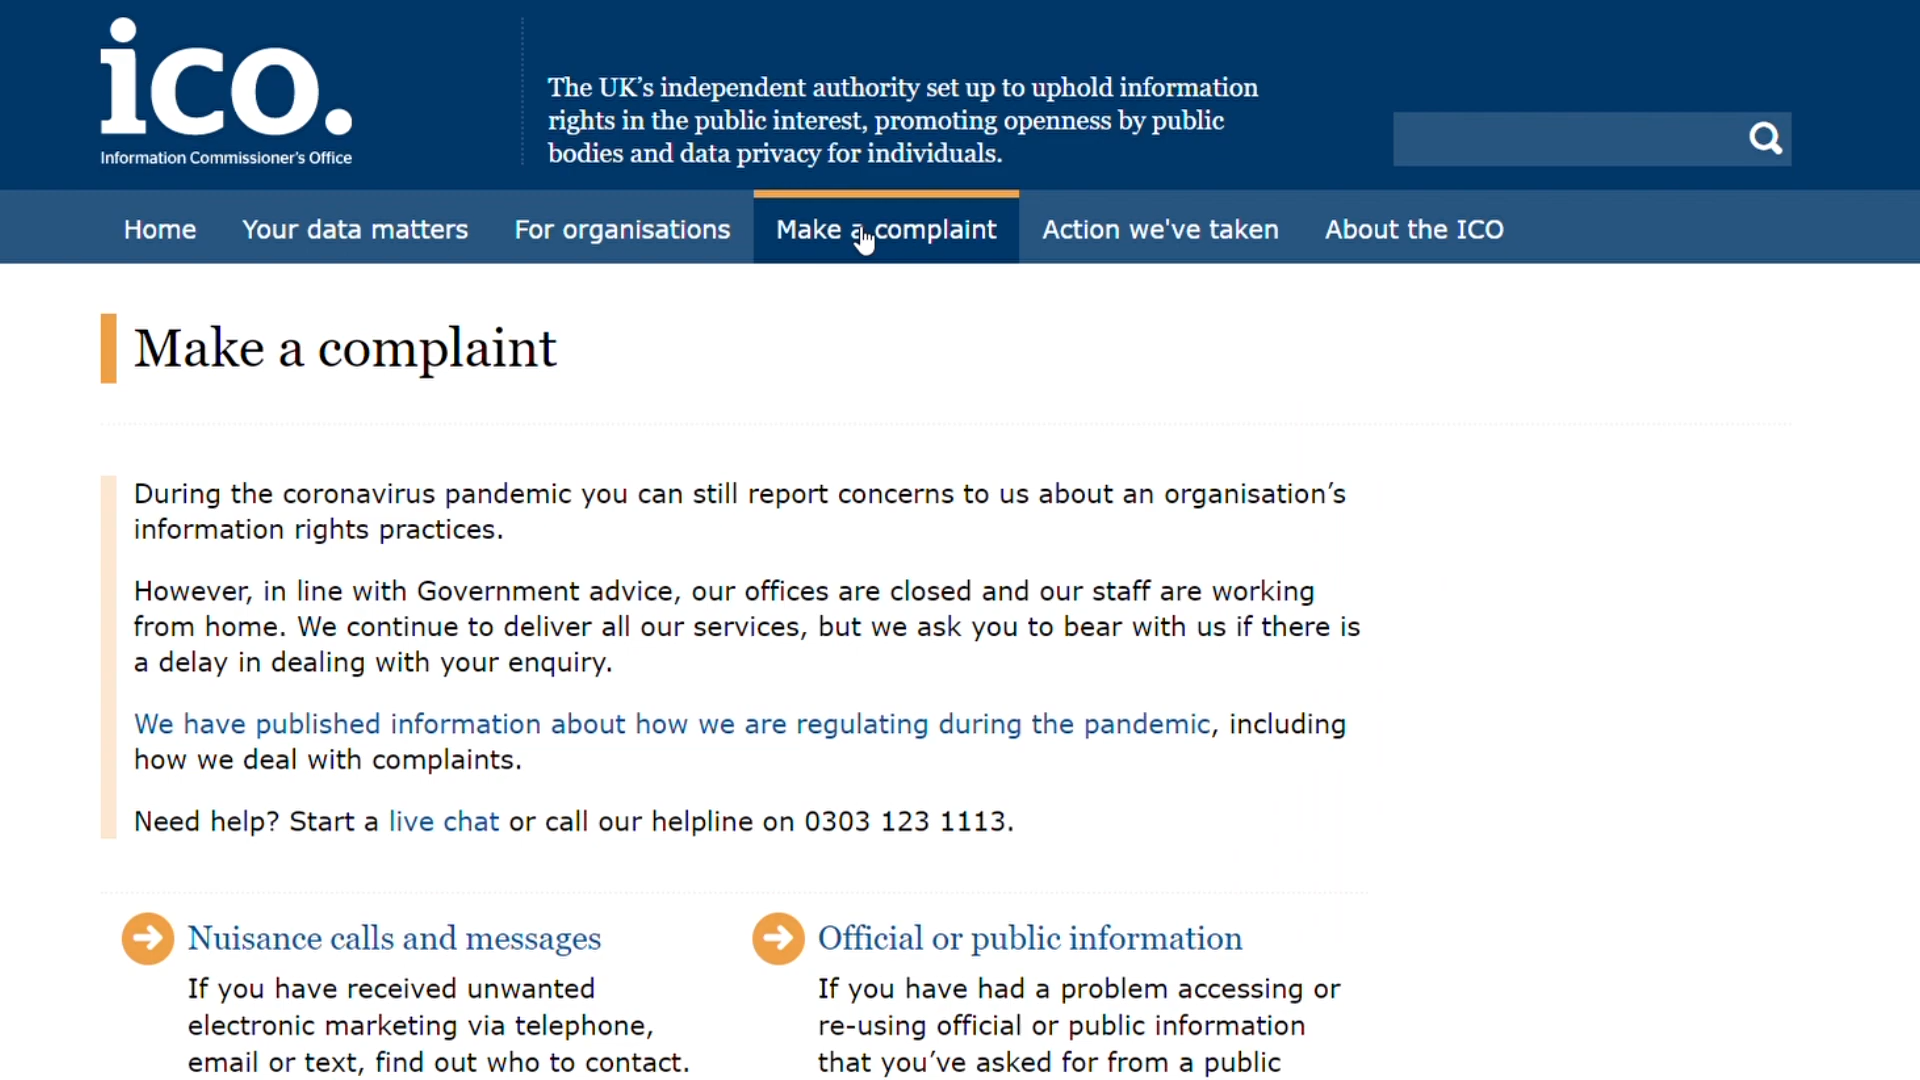 ico.
Information Commissioner's Office
The UK's independent authority set up to uphold information
rights in the public interest, promoting openness by public
bodies and data privacy for individuals.
Home
Your data matters
For organisations
Make a complaint
Action we've taken
About the ICO
Make a complaint
During the coronavirus pandemic you can still report concerns to us about an organisation's
information rights practices.
However, in line with Government advice, our offices are closed and our staff are working
from home. We continue to deliver all our services, but we ask you to bear with us if there is
a delay in dealing with your enquiry.
We have published information about how we are regulating during the pandemic, including
how we deal with complaints.
Need help? Start a live chat or call our helpline on 0303 123 1113.
Nuisance calls and messages
If you have received unwanted
electronic marketing via telephone,
email or text, find out who to contact.
Official or public information
If you have had a problem accessing or
re-using official or public information
that you've asked for from a public